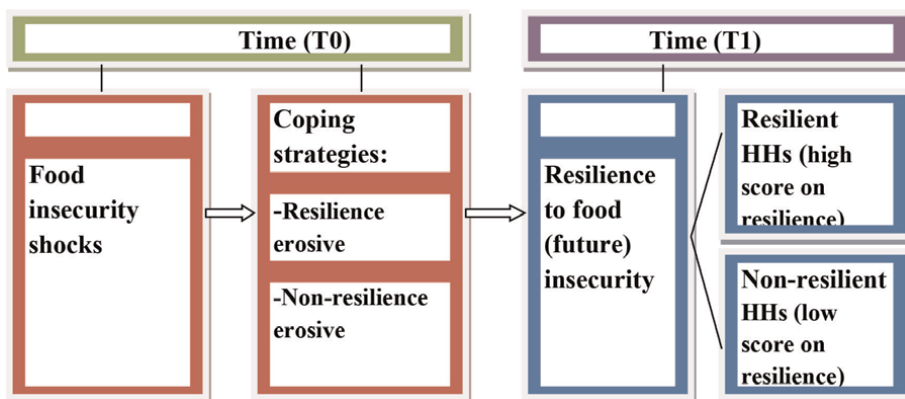 Time (T0)
Time (T1)
Food
insecurity
shocks
Coping
strategies:
-Resilience
erosive
-Non-resilience
erosive
Resilience
to food
(future)
insecurity
Resilient
HHs (high
score on
resilience)
Non-resilient
HHs (low
score on
resilience)